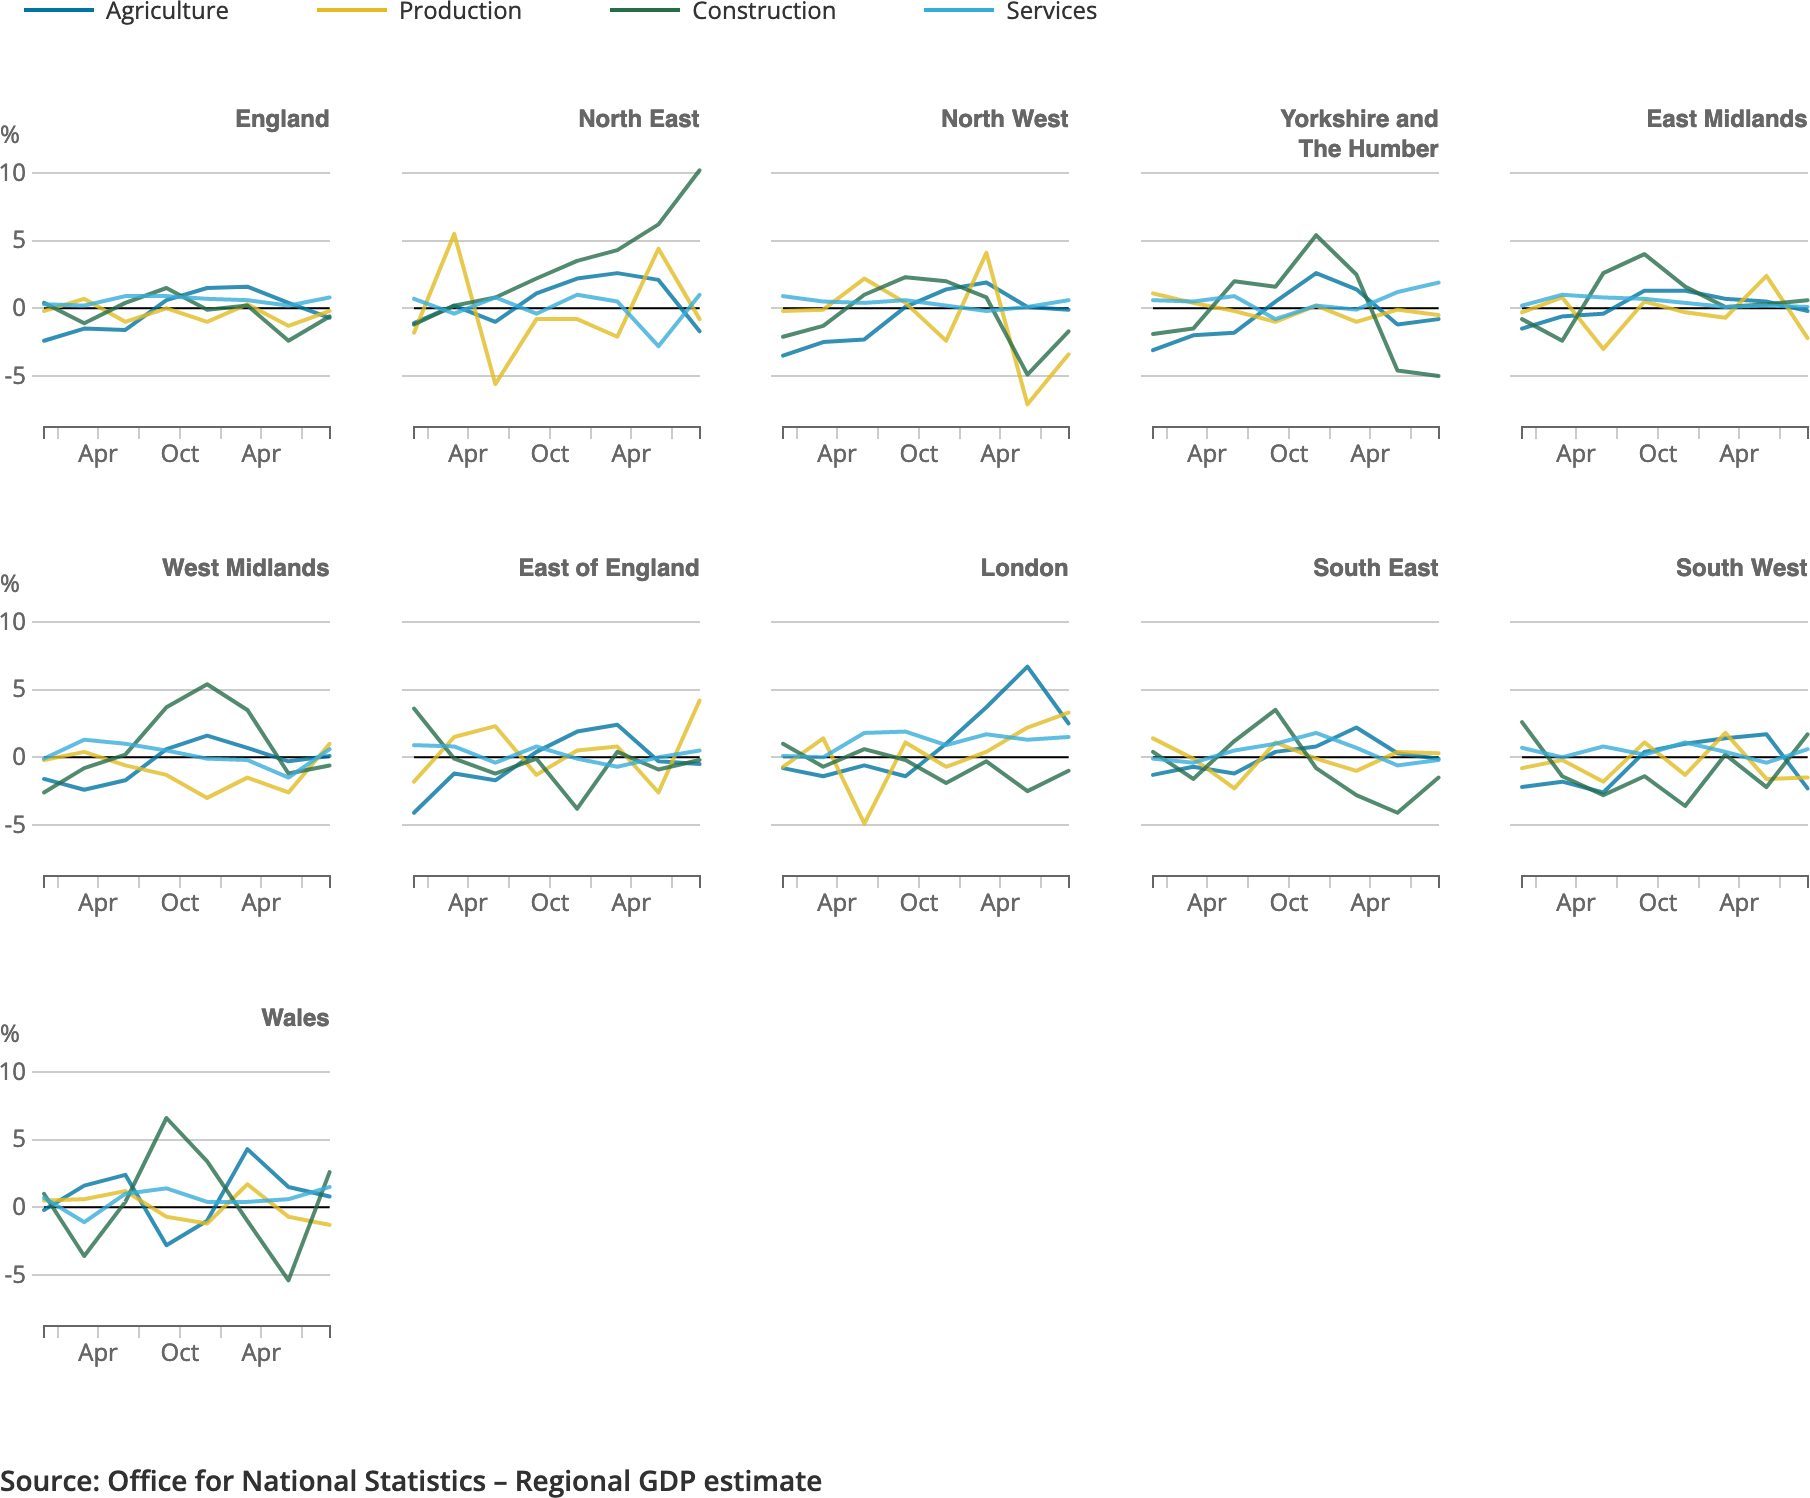 Agriculture Production Construction Services
England North East North West Yorkshire and East Midlands
The Humber
%
10
5
0
-5
Apr Oct Apr Apr Oct Apr Apr Oct Apr Apr Oct Apr Apr Oct Apr
West Midlands East of England London South East South West
%
10
5
0
-5
Apr Oct Apr Apr Oct Apr Apr Oct Apr Apr Oct Apr Apr Oct Apr
Wales
%
10
5
0
-5
Apr Oct Apr
Source: Office for National Statistics – Regional GDP estimate